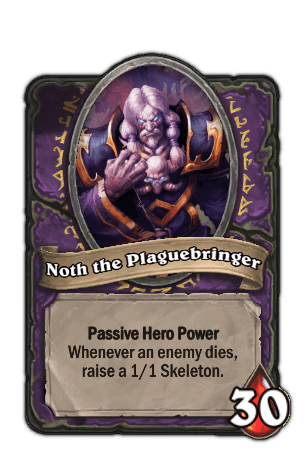 Noth the Plaguebringer
Passive Hero Power
Whenever an enemy dies,
raise a 1/1 Skeleton.
30